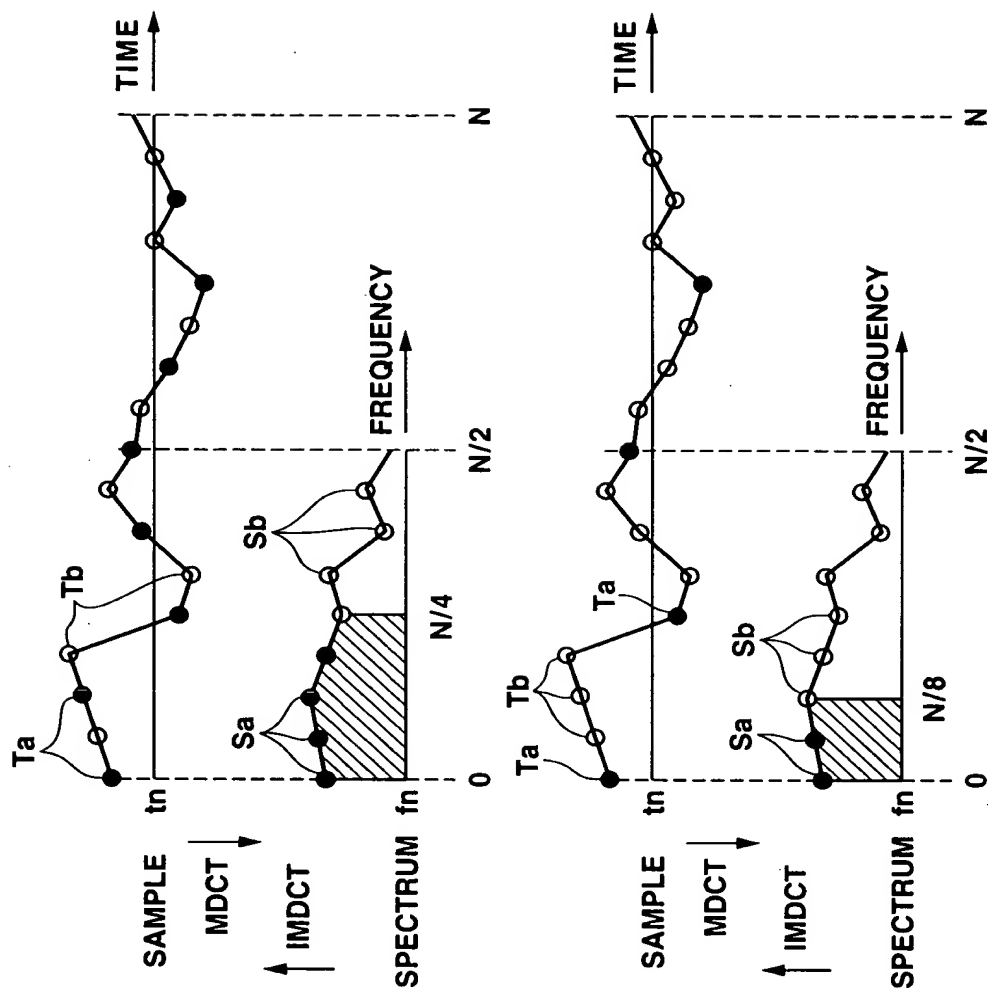 TIME
Ta
Tb
SAMPLE tn
MDCT
IMDCT
Sa
Sb
FREQUENCY
SPECTRUM fn
0
N/4
N/2
N
TIME
Ta
Tb
Ta
SAMPLE tn
MDCT
IMDCT
Sa
Sb
FREQUENCY
SPECTRUM fn
0
N/8
N/2
N